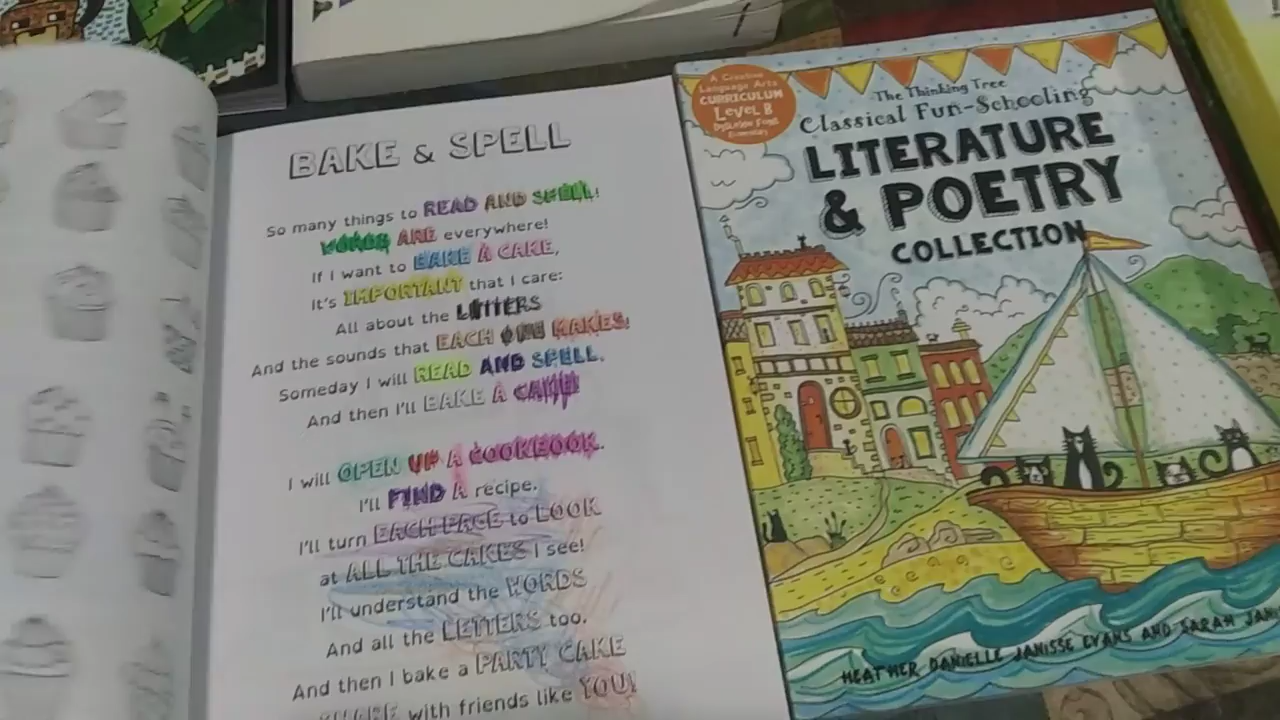 BAKE & SPELL
So many things to READ AND SPELL!
WORDS ARE everywhere!
If I want to BAKE A CAKE,
It's IMPORTANT that I care:
All about the LETTERS
And the sounds that EACH ONE MAKES!
Someday I will READ AND SPELL,
And then I'll BAKE A CAKE!
I will OPEN UP A COOKBOOK.
I'll FIND A recipe.
I'll turn EACH PAGE to LOOK
at ALL THE CAKES I see!
I'll understand the WORDS
And all the LETTERS too.
And then I bake a PARTY CAKE
SHARE with friends like YOU!
A Creative
Language Arts
CURRICULUM
Level B
Dyslexie Font
The Thinking Tree
Classical Fun-Schooling
LITERATURE
& POETRY
COLLECTION
HEATHER DANIELLE JANISSE EVANS AND SARAH